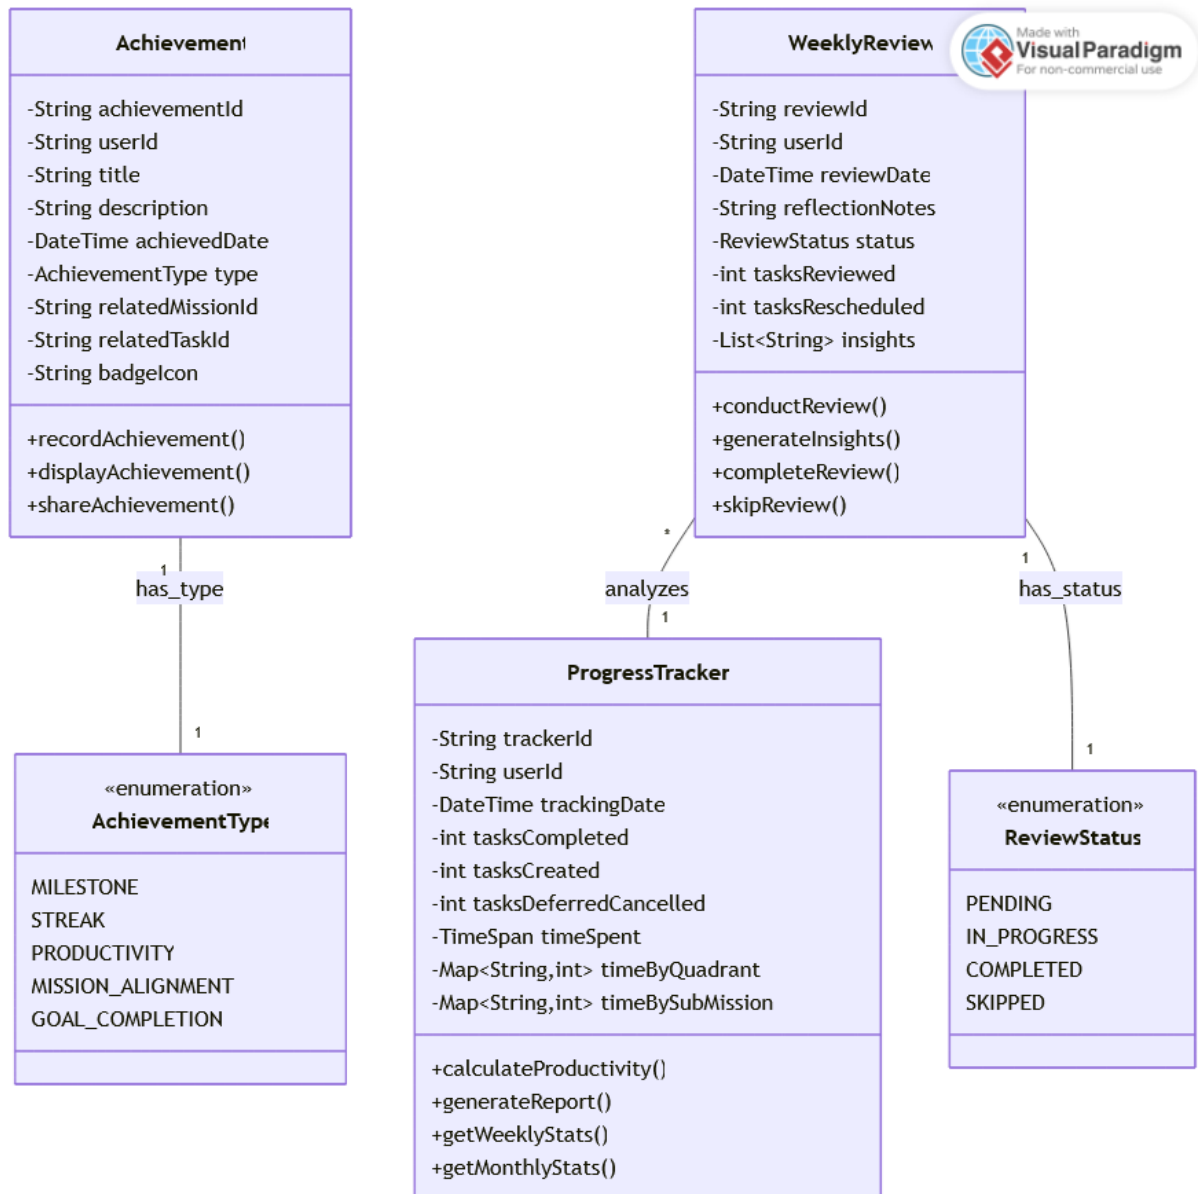 Achievement
-String achievementId
-String userId
-String title
-String description
-DateTime achievedDate
-AchievementType type
-String relatedMissionId
-String relatedTaskId
-String badgeIcon
+recordAchievement()
+displayAchievement()
+shareAchievement()
WeeklyReview
-String reviewId
-String userId
-DateTime reviewDate
-String reflectionNotes
-ReviewStatus status
-int tasksReviewed
-int tasksRescheduled
-List<String> insights
+conductReview()
+generateInsights()
+completeReview()
+skipReview()
Made with
Visual Paradigm
For non-commercial use
1
has_type
1
*
analyzes
1
1
has_status
1
«enumeration»
AchievementType
MILESTONE
STREAK
PRODUCTIVITY
MISSION_ALIGNMENT
GOAL_COMPLETION
ProgressTracker
-String trackerId
-String userId
-DateTime trackingDate
-int tasksCompleted
-int tasksCreated
-int tasksDeferredCancelled
-TimeSpan timeSpent
-Map<String,int> timeByQuadrant
-Map<String,int> timeBySubMission
+calculateProductivity()
+generateReport()
+getWeeklyStats()
+getMonthlyStats()
«enumeration»
ReviewStatus
PENDING
IN_PROGRESS
COMPLETED
SKIPPED